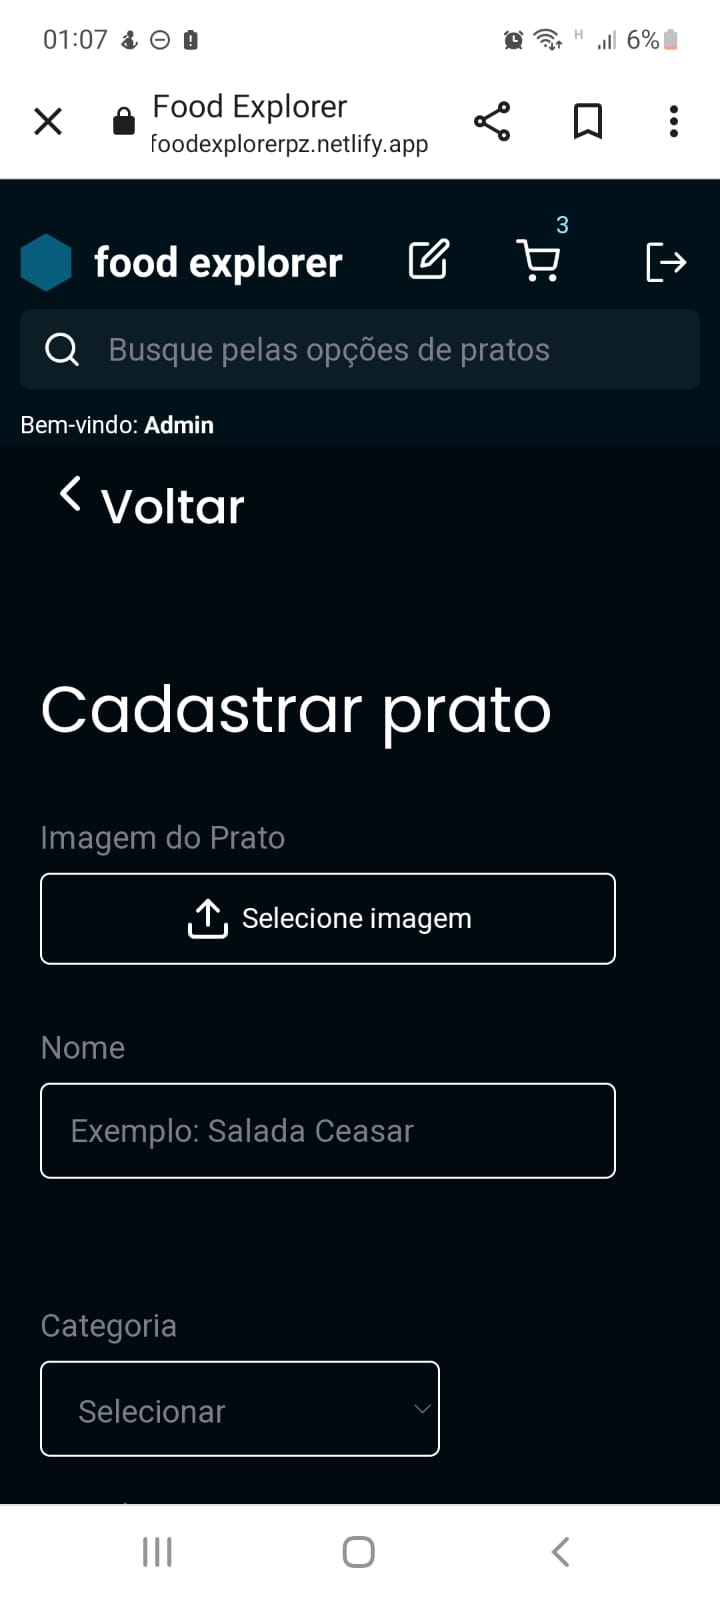 01:07 H 6%
Food Explorer
foodexplorerpz.netlify.app
3
food explorer
Busque pelas opções de pratos
Bem-vindo: Admin
Voltar
Cadastrar prato
Imagem do Prato
Selecione imagem
Nome
Exemplo: Salada Ceasar
Categoria
Selecionar